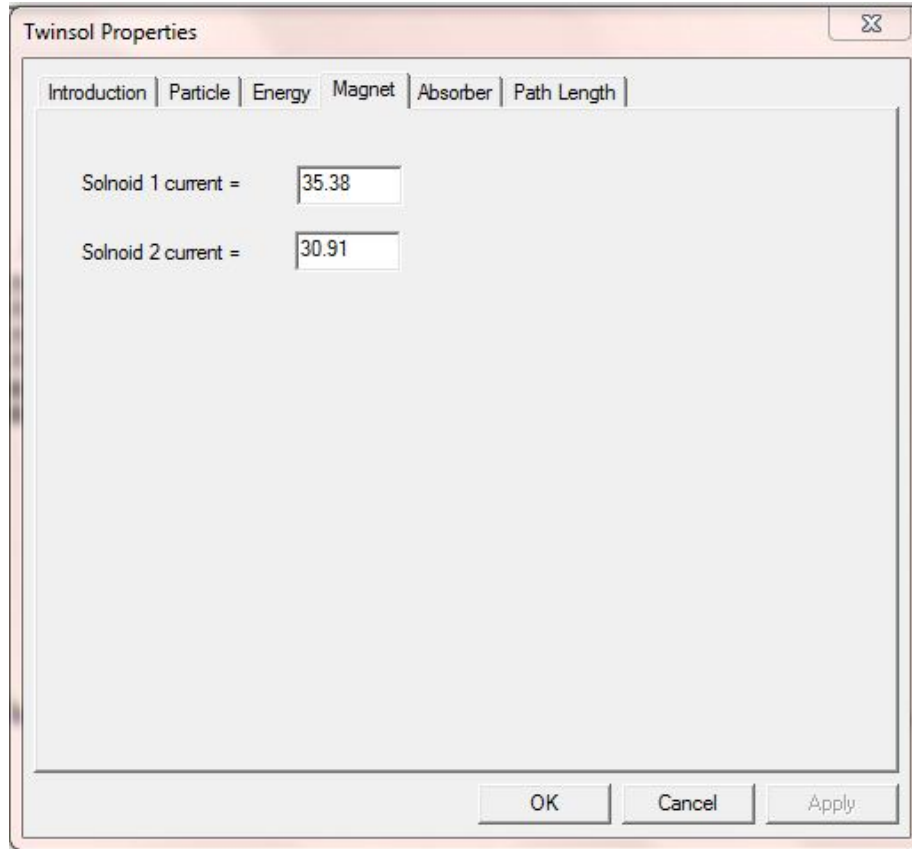 Twinsol Properties
Introduction Particle Energy Magnet Absorber Path Length
Solnoid 1 current = 35.38
Solnoid 2 current = 30.91
OK Cancel Apply